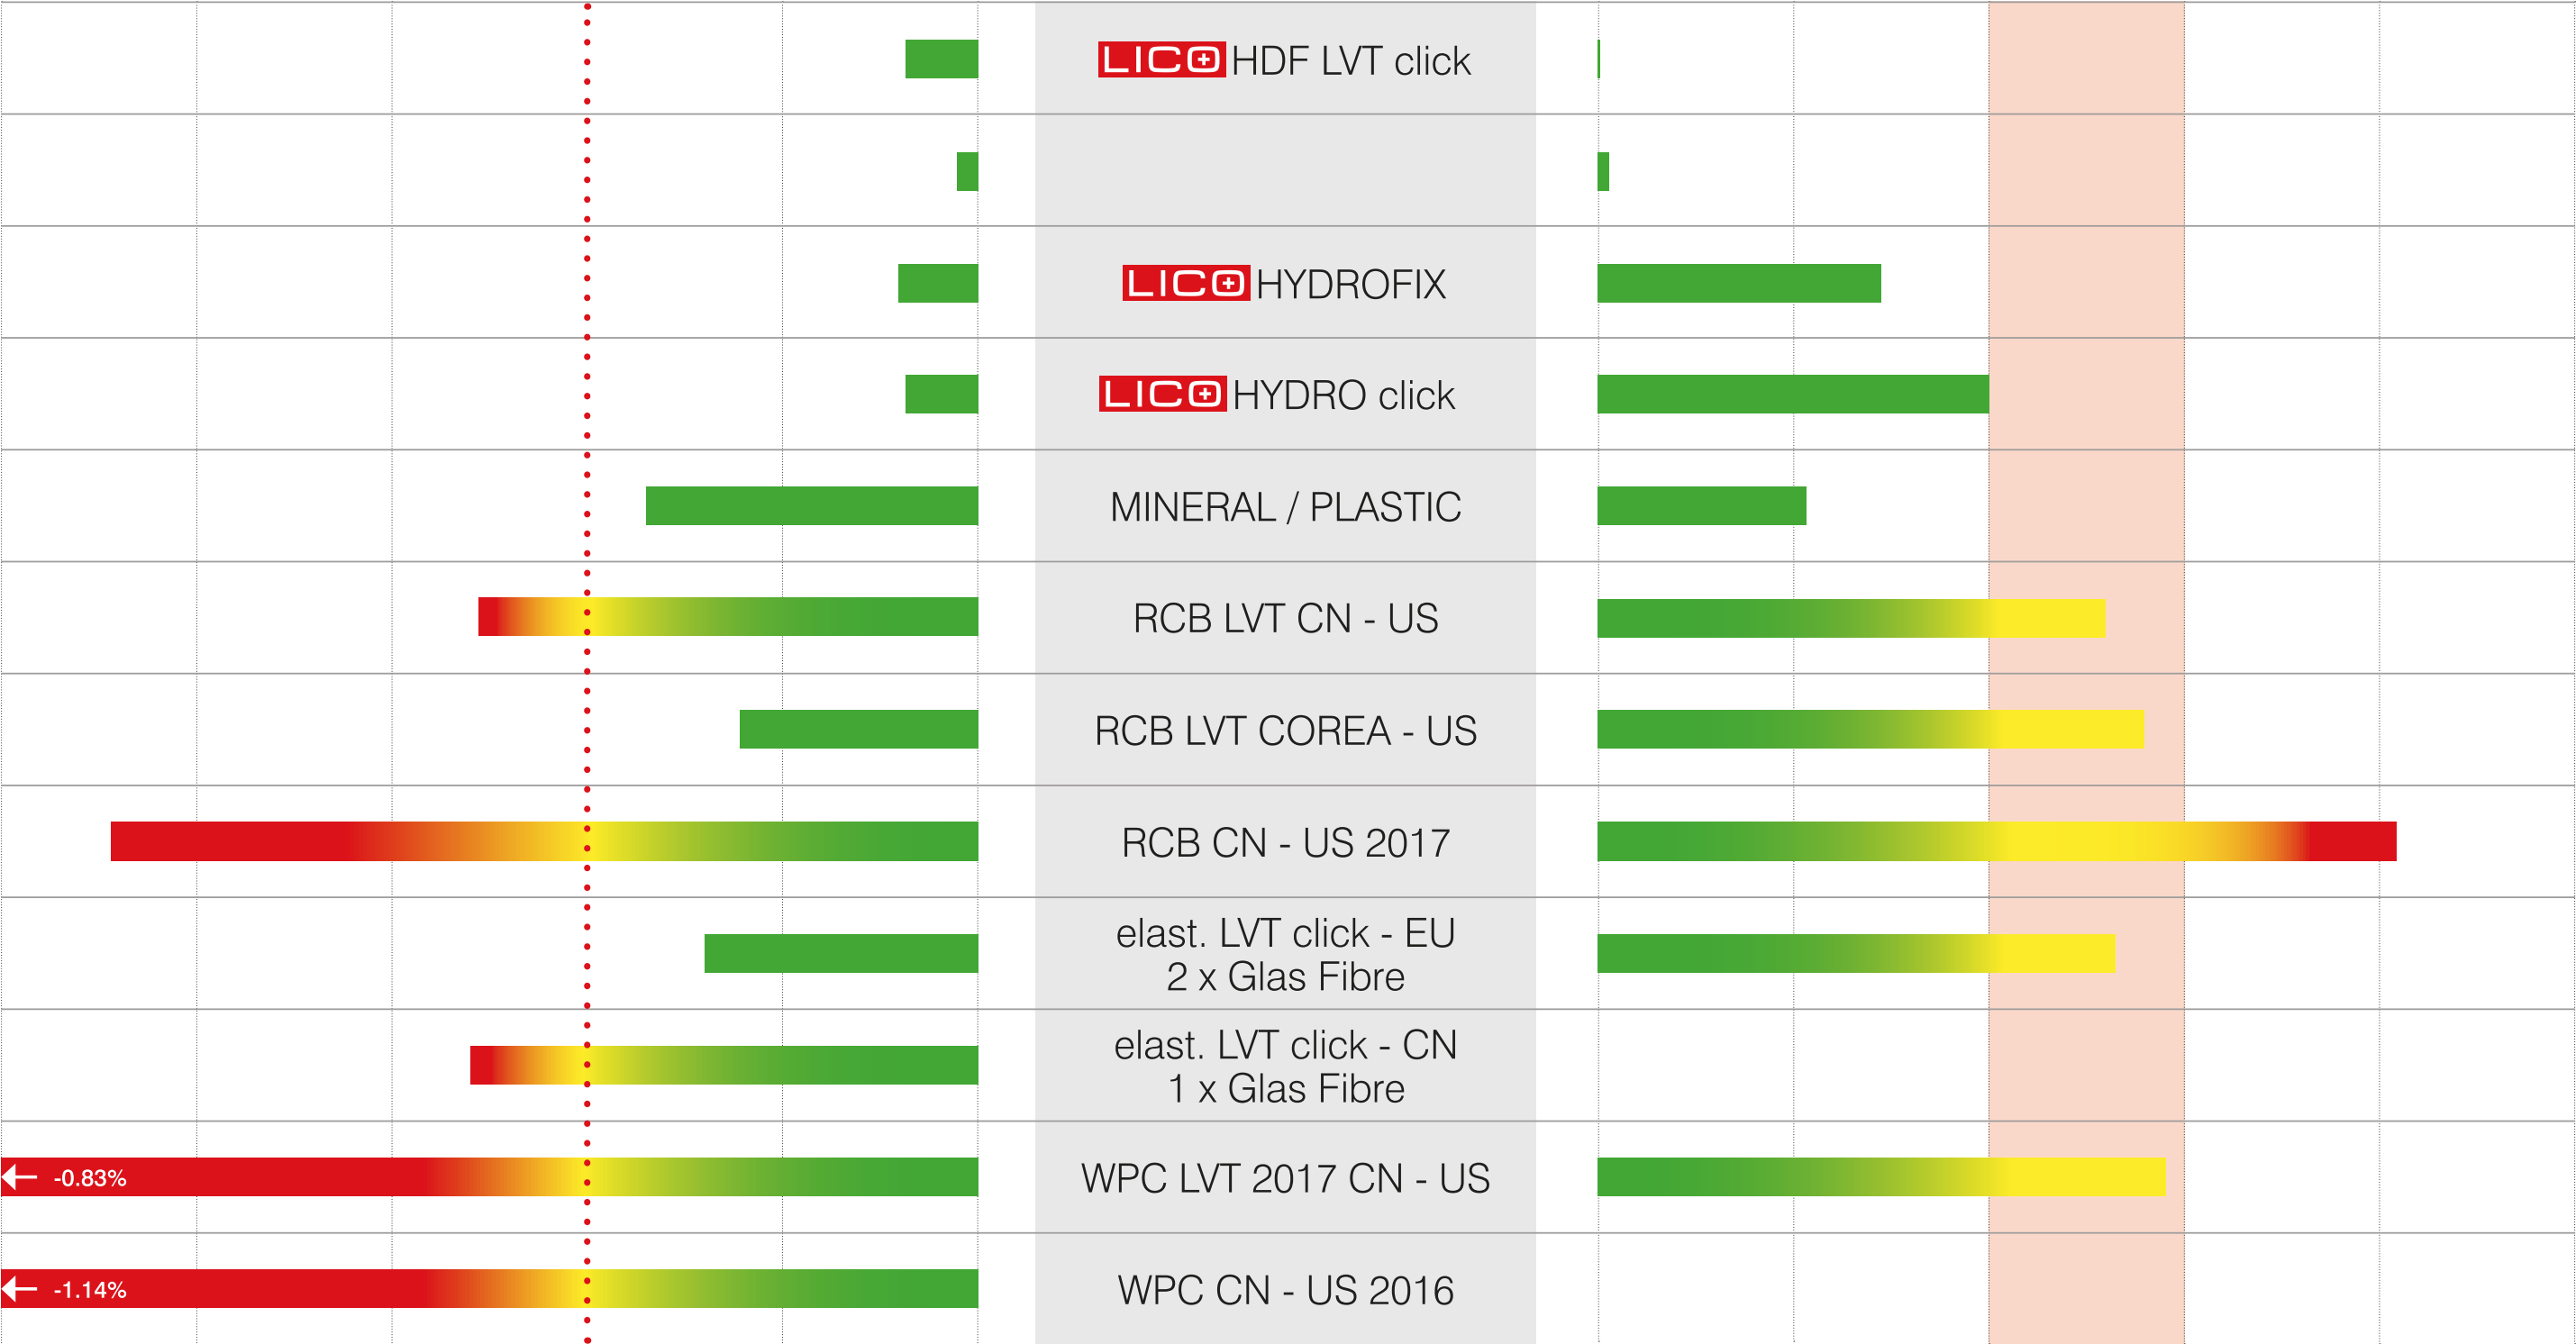 LICO HDF LVT click
LICO HYDROFIX
LICO HYDRO click
MINERAL / PLASTIC
RCB LVT CN - US
RCB LVT COREA - US
RCB CN - US 2017
elast. LVT click - EU
2 x Glas Fibre
elast. LVT click - CN
1 x Glas Fibre
-0.83%
WPC LVT 2017 CN - US
-1.14%
WPC CN - US 2016